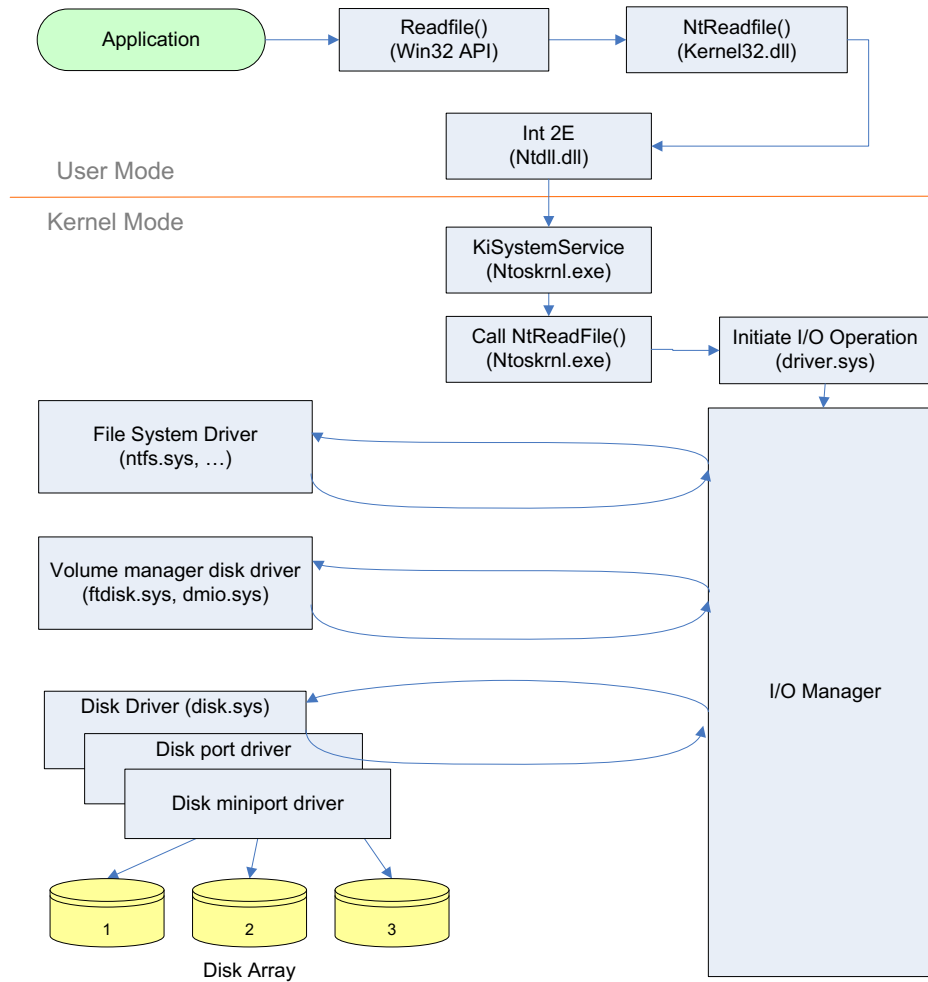 Application
Readfile()
(Win32 API)
NtReadfile()
(Kernel32.dll)
Int 2E
(Ntdll.dll)
User Mode
Kernel Mode
KiSystemService
(Ntoskrnl.exe)
Call NtReadFile()
(Ntoskrnl.exe)
Initiate I/O Operation
(driver.sys)
File System Driver
(ntfs.sys, …)
Volume manager disk driver
(ftdisk.sys, dmio.sys)
I/O Manager
Disk Driver (disk.sys)
Disk port driver
Disk miniport driver
1
2
3
Disk Array